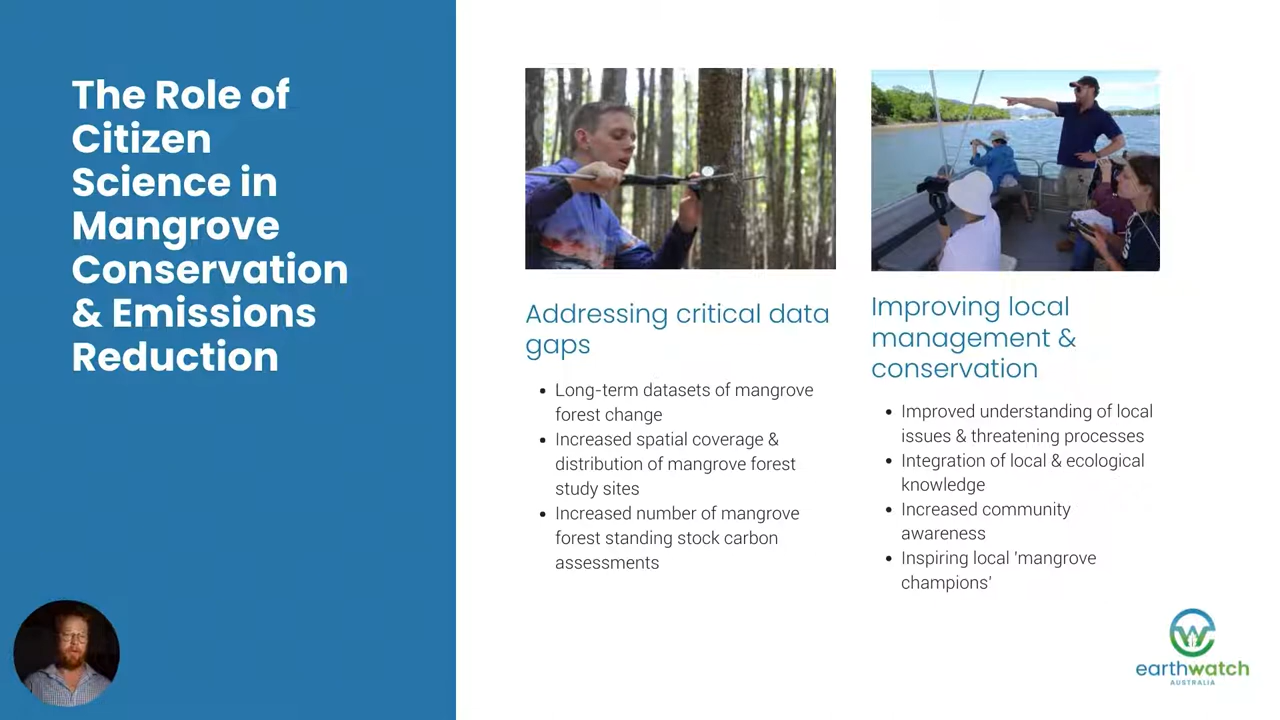 The Role of
Citizen
Science in
Mangrove
Conservation
& Emissions
Reduction
Addressing critical data
gaps
• Long-term datasets of mangrove
forest change
• Increased spatial coverage &
distribution of mangrove forest
study sites
• Increased number of mangrove
forest standing stock carbon
assessments
Improving local
management &
conservation
• Improved understanding of local
issues & threatening processes
• Integration of local & ecological
knowledge
• Increased community
awareness
• Inspiring local 'mangrove
champions'
earthwatch
AUSTRALIA